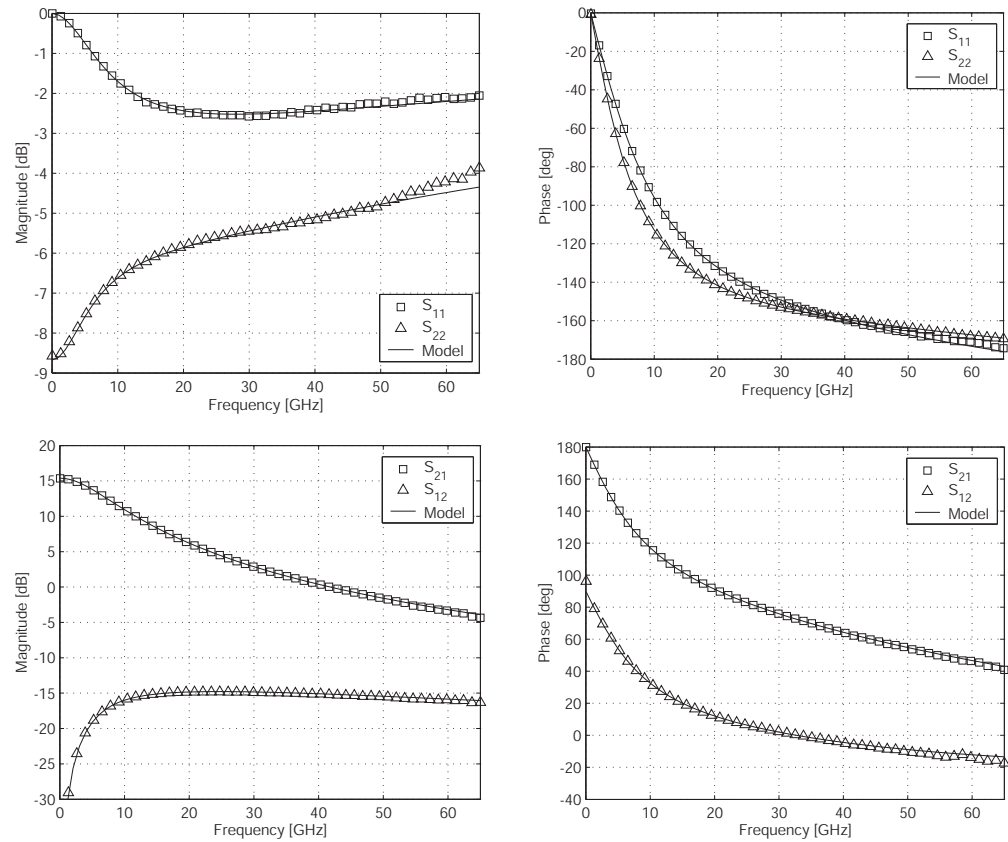 0
-1
-2
-3
-4
-5
-6
-7
-8
-9
Magnitude [dB]
0 10 20 30 40 50 60
Frequency [GHz]
S11
S22
Model
0
-20
-40
-60
-80
-100
-120
-140
-160
-180
Phase [deg]
0 10 20 30 40 50 60
Frequency [GHz]
S11
S22
Model
20
15
10
5
0
-5
-10
-15
-20
-25
-30
Magnitude [dB]
0 10 20 30 40 50 60
Frequency [GHz]
S21
S12
Model
180
160
140
120
100
80
60
40
20
0
-20
-40
Phase [deg]
0 10 20 30 40 50 60
Frequency [GHz]
S21
S12
Model